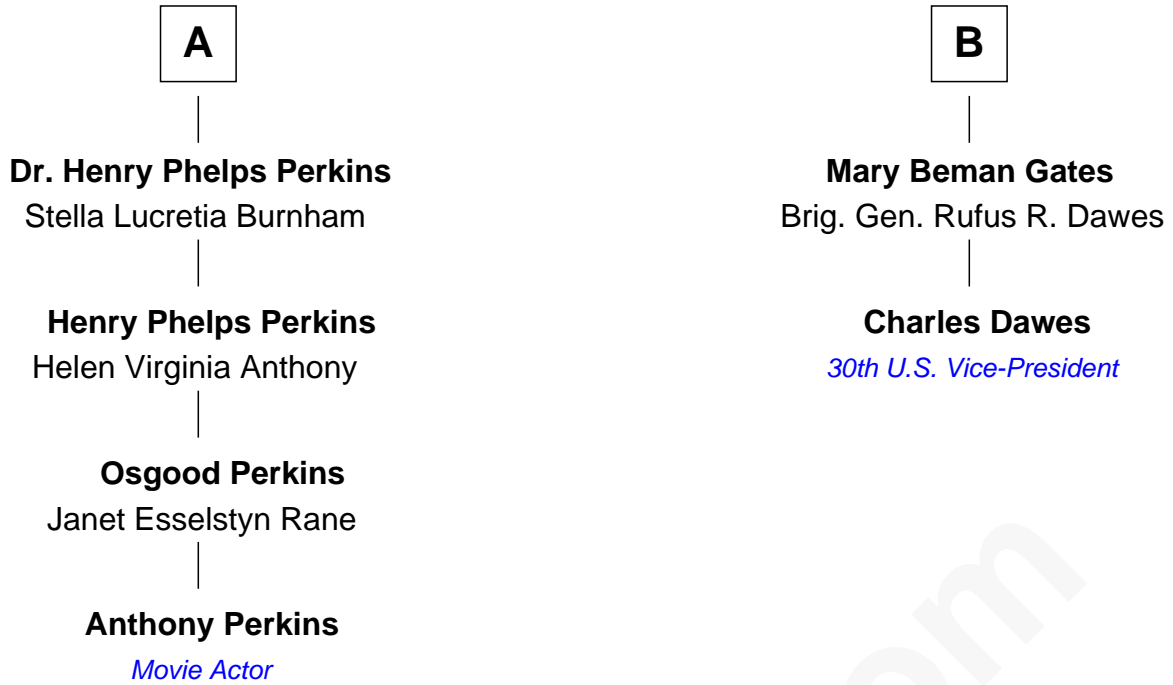 A
B
Dr. Henry Phelps Perkins
Stella Lucretia Burnham
Mary Beman Gates
Brig. Gen. Rufus R. Dawes
Henry Phelps Perkins
Helen Virginia Anthony
Charles Dawes
30th U.S. Vice-President
Osgood Perkins
Janet Esselstyn Rane
Anthony Perkins
Movie Actor
om